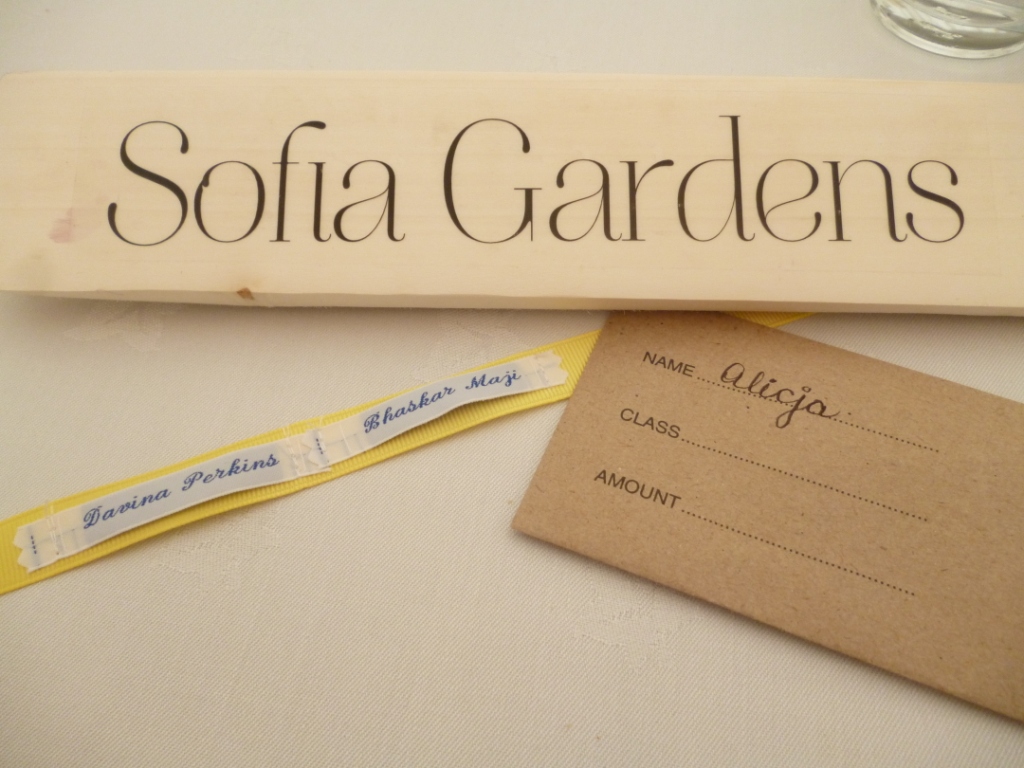 Sofia Gardens
Davina Perkins
Bhaskar Maji
NAME Alicja
CLASS
AMOUNT